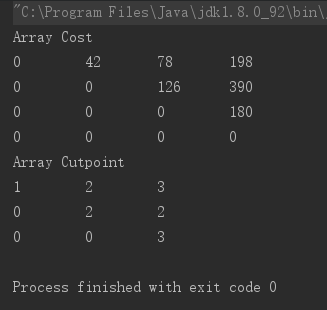 "C:\Program Files\Java\jdk1.8.0_92\bin\
Array Cost
0 42 78 198
0 0 126 390
0 0 0 180
0 0 0 0
Array Cutpoint
1 2 3
0 2 2
0 0 3
Process finished with exit code 0